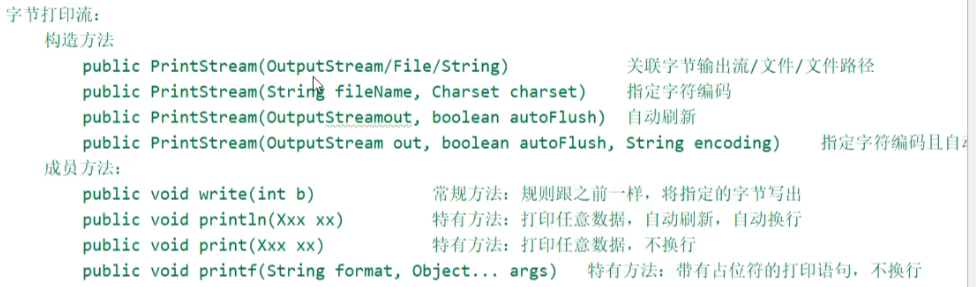 字节打印流：
构造方法
public PrintStream(OutputStream/File/String) 关联字节输出流/文件/文件路径
public PrintStream(String fileName, Charset charset) 指定字符编码
public PrintStream(OutputStreamout, boolean autoFlush) 自动刷新
public PrintStream(OutputStream out, boolean autoFlush, String encoding) 指定字符编码且自
成员方法：
public void write(int b) 常规方法：规则跟之前一样，将指定的字节写出
public void println(Xxx xx) 特有方法：打印任意数据，自动刷新，自动换行
public void print(Xxx xx) 特有方法：打印任意数据，不换行
public void printf(String format, Object... args) 特有方法：带有占位符的打印语句，不换行